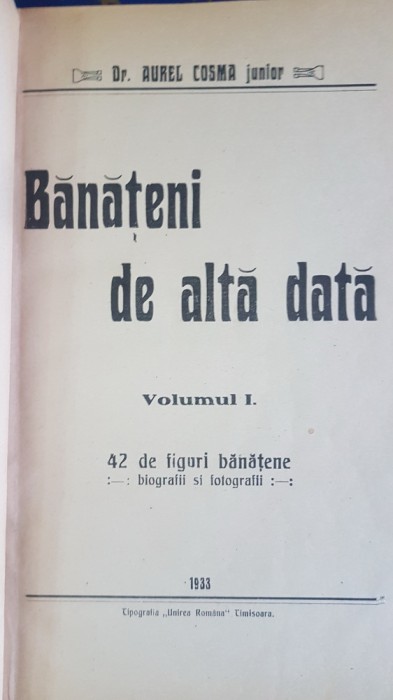 Dr. AUREL COSMA junior
Bănățeni
de altă dată
Volumul I.
42 de figuri bănățene
:—: biografii si fotografii :—:
1933
Tipografia „Unirea Română" Timisoara.